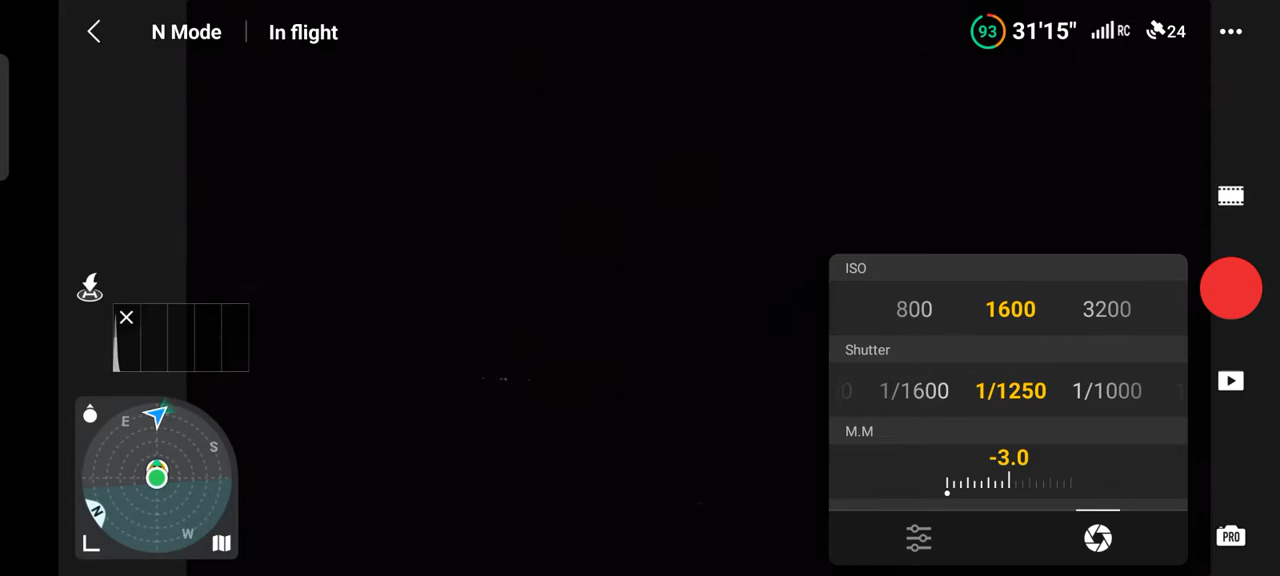 N Mode
In flight
93
31'15"
RC
24
ISO
800 1600 3200
Shutter
1/1600 1/1250 1/1000
M.M
-3.0
E
S
N
W
PRO